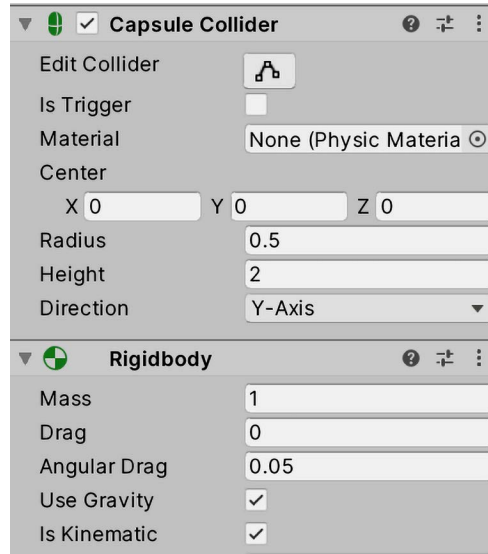 Capsule Collider
Edit Collider
Is Trigger
Material None (Physic Materia
Center
X 0 Y 0 Z 0
Radius 0.5
Height 2
Direction Y-Axis
Rigidbody
Mass 1
Drag 0
Angular Drag 0.05
Use Gravity
Is Kinematic